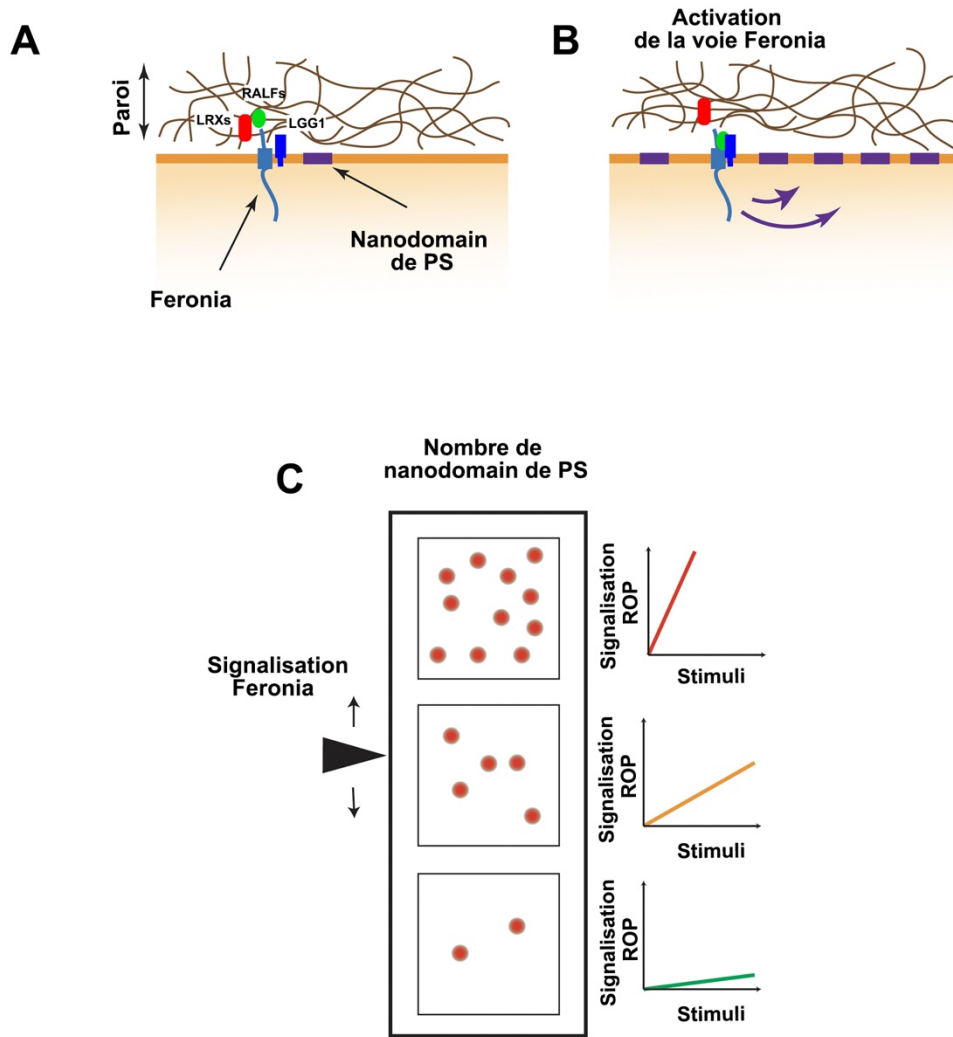 A
Paroi
RALFs
LRXs
LGG1
Nanodomain
de PS
Feronia
B
Activation
de la voie Feronia
C
Nombre de
nanodomain de PS
Signalisation
Feronia
Signalisation
ROP
Stimuli
Signalisation
ROP
Stimuli
Signalisation
ROP
Stimuli